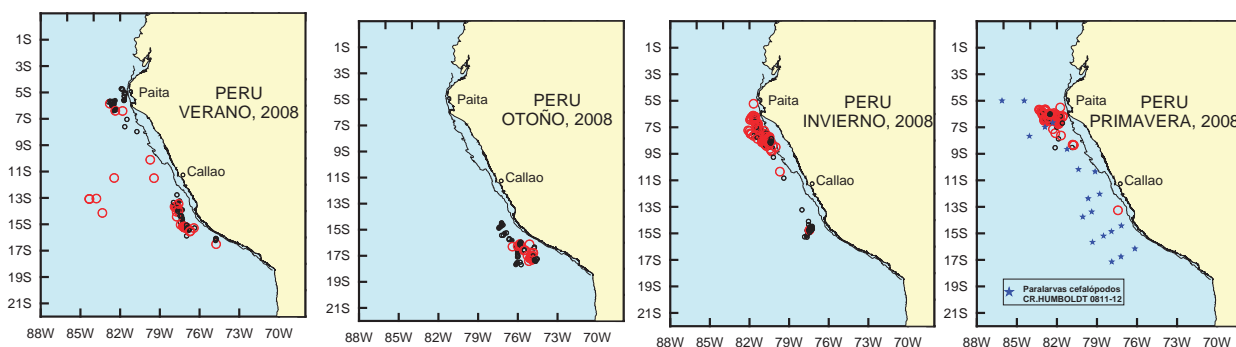 1S
3S
5S
7S
9S
11S
13S
15S
17S
19S
21S
88W 85W 82W 79W 76W 73W 70W
Paita
PERU
VERANO, 2008
Callao
1S
3S
5S
7S
9S
11S
13S
15S
17S
19S
21S
88W 85W 82W 79W 76W 73W 70W
Paita
PERU
OTOÑO, 2008
Callao
1S
3S
5S
7S
9S
11S
13S
15S
17S
19S
21S
88W 85W 82W 79W 76W 73W 70W
Paita
PERU
INVIERNO, 2008
Callao
1S
3S
5S
7S
9S
11S
13S
15S
17S
19S
21S
88W 85W 82W 79W 76W 73W 70W
Paita
PERU
PRIMAVERA, 2008
Callao
Paralarvas cefalópodos
CR.HUMBOLDT 0811-12